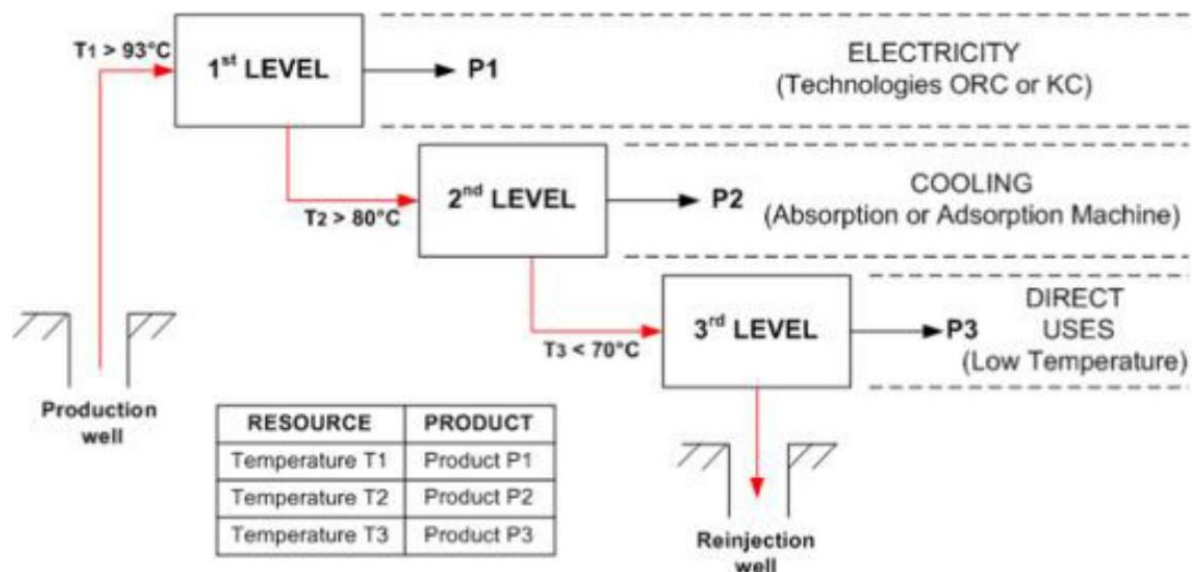 T1 > 93°C
1st LEVEL
P1
ELECTRICITY
(Technologies ORC or KC)
T2 > 80°C
2nd LEVEL
P2
COOLING
(Absorption or Adsorption Machine)
T3 < 70°C
3rd LEVEL
P3
DIRECT
USES
(Low Temperature)
Production
well
RESOURCE PRODUCT
Temperature T1 Product P1
Temperature T2 Product P2
Temperature T3 Product P3
Reinjection
well